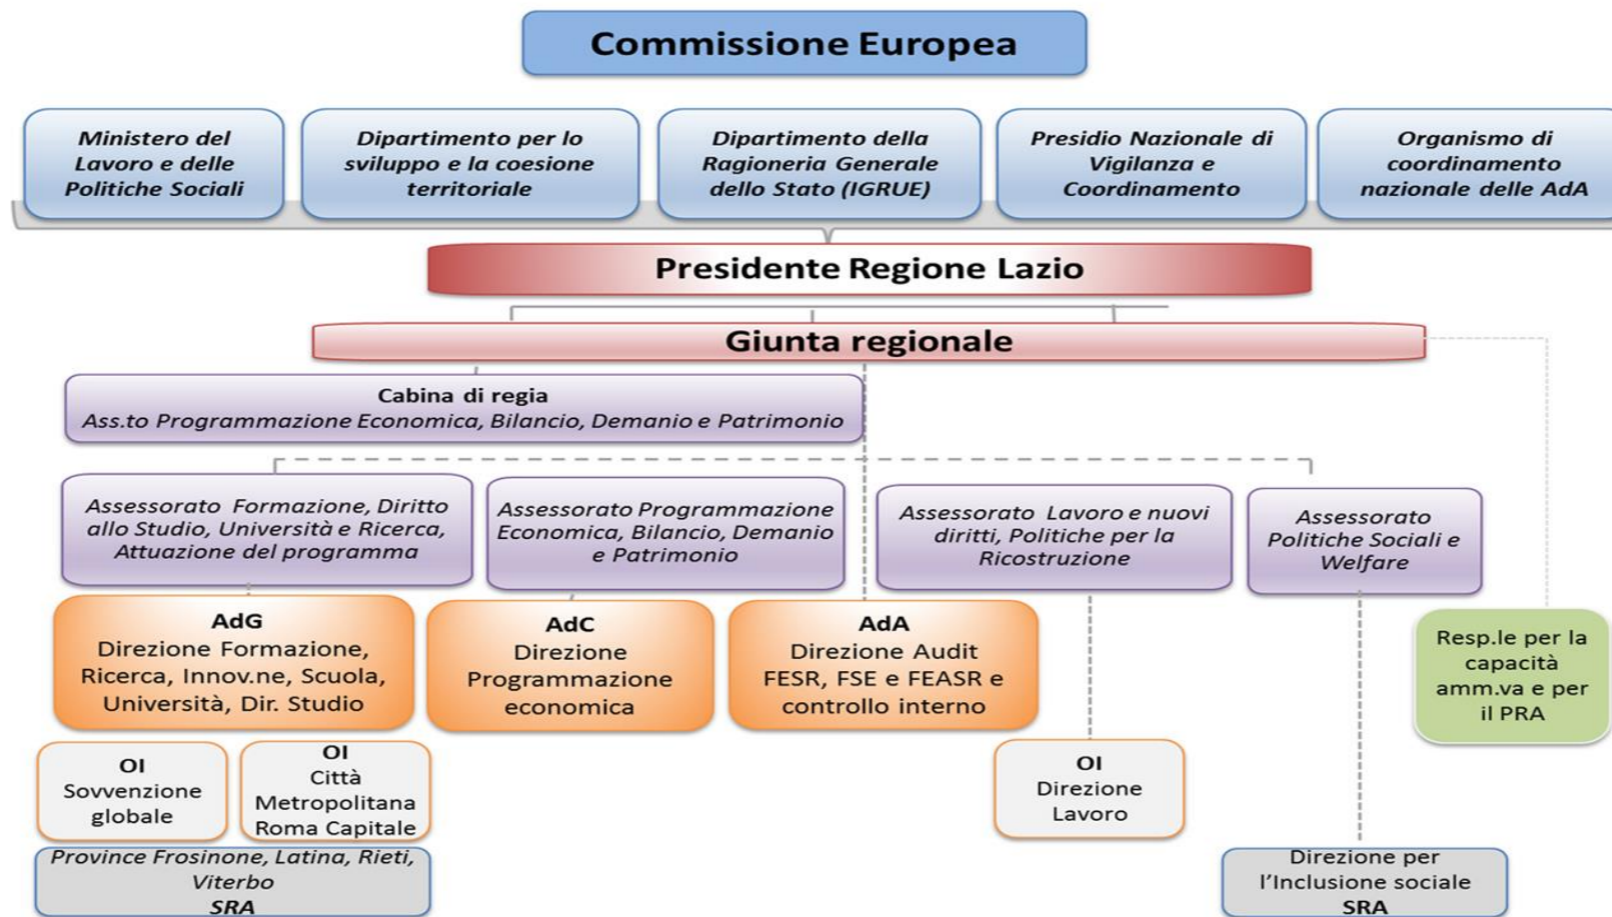 Commissione Europea
Ministero del
Lavoro e delle
Politiche Sociali
Dipartimento per lo
sviluppo e la coesione
territoriale
Dipartimento della
Ragioneria Generale
dello Stato (IGRUE)
Presidio Nazionale di
Vigilanza e
Coordinamento
Organismo di
coordinamento
nazionale delle AdA
Presidente Regione Lazio
Giunta regionale
Cabina di regia
Ass.to Programmazione Economica, Bilancio, Demanio e Patrimonio
Assessorato Formazione, Diritto
allo Studio, Università e Ricerca,
Attuazione del programma
Assessorato Programmazione
Economica, Bilancio, Demanio
e Patrimonio
Assessorato Lavoro e nuovi
diritti, Politiche per la
Ricostruzione
Assessorato
Politiche Sociali e
Welfare
AdG
Direzione Formazione,
Ricerca, Innov.ne, Scuola,
Università, Dir. Studio
AdC
Direzione
Programmazione
economica
AdA
Direzione Audit
FESR, FSE e FEASR e
controllo interno
Resp.le per la
capacità
amm.va e per
il PRA
OI
Sovvenzione
globale
OI
Città
Metropolitana
Roma Capitale
OI
Direzione
Lavoro
Province Frosinone, Latina, Rieti,
Viterbo
SRA
Direzione per
l’Inclusione sociale
SRA